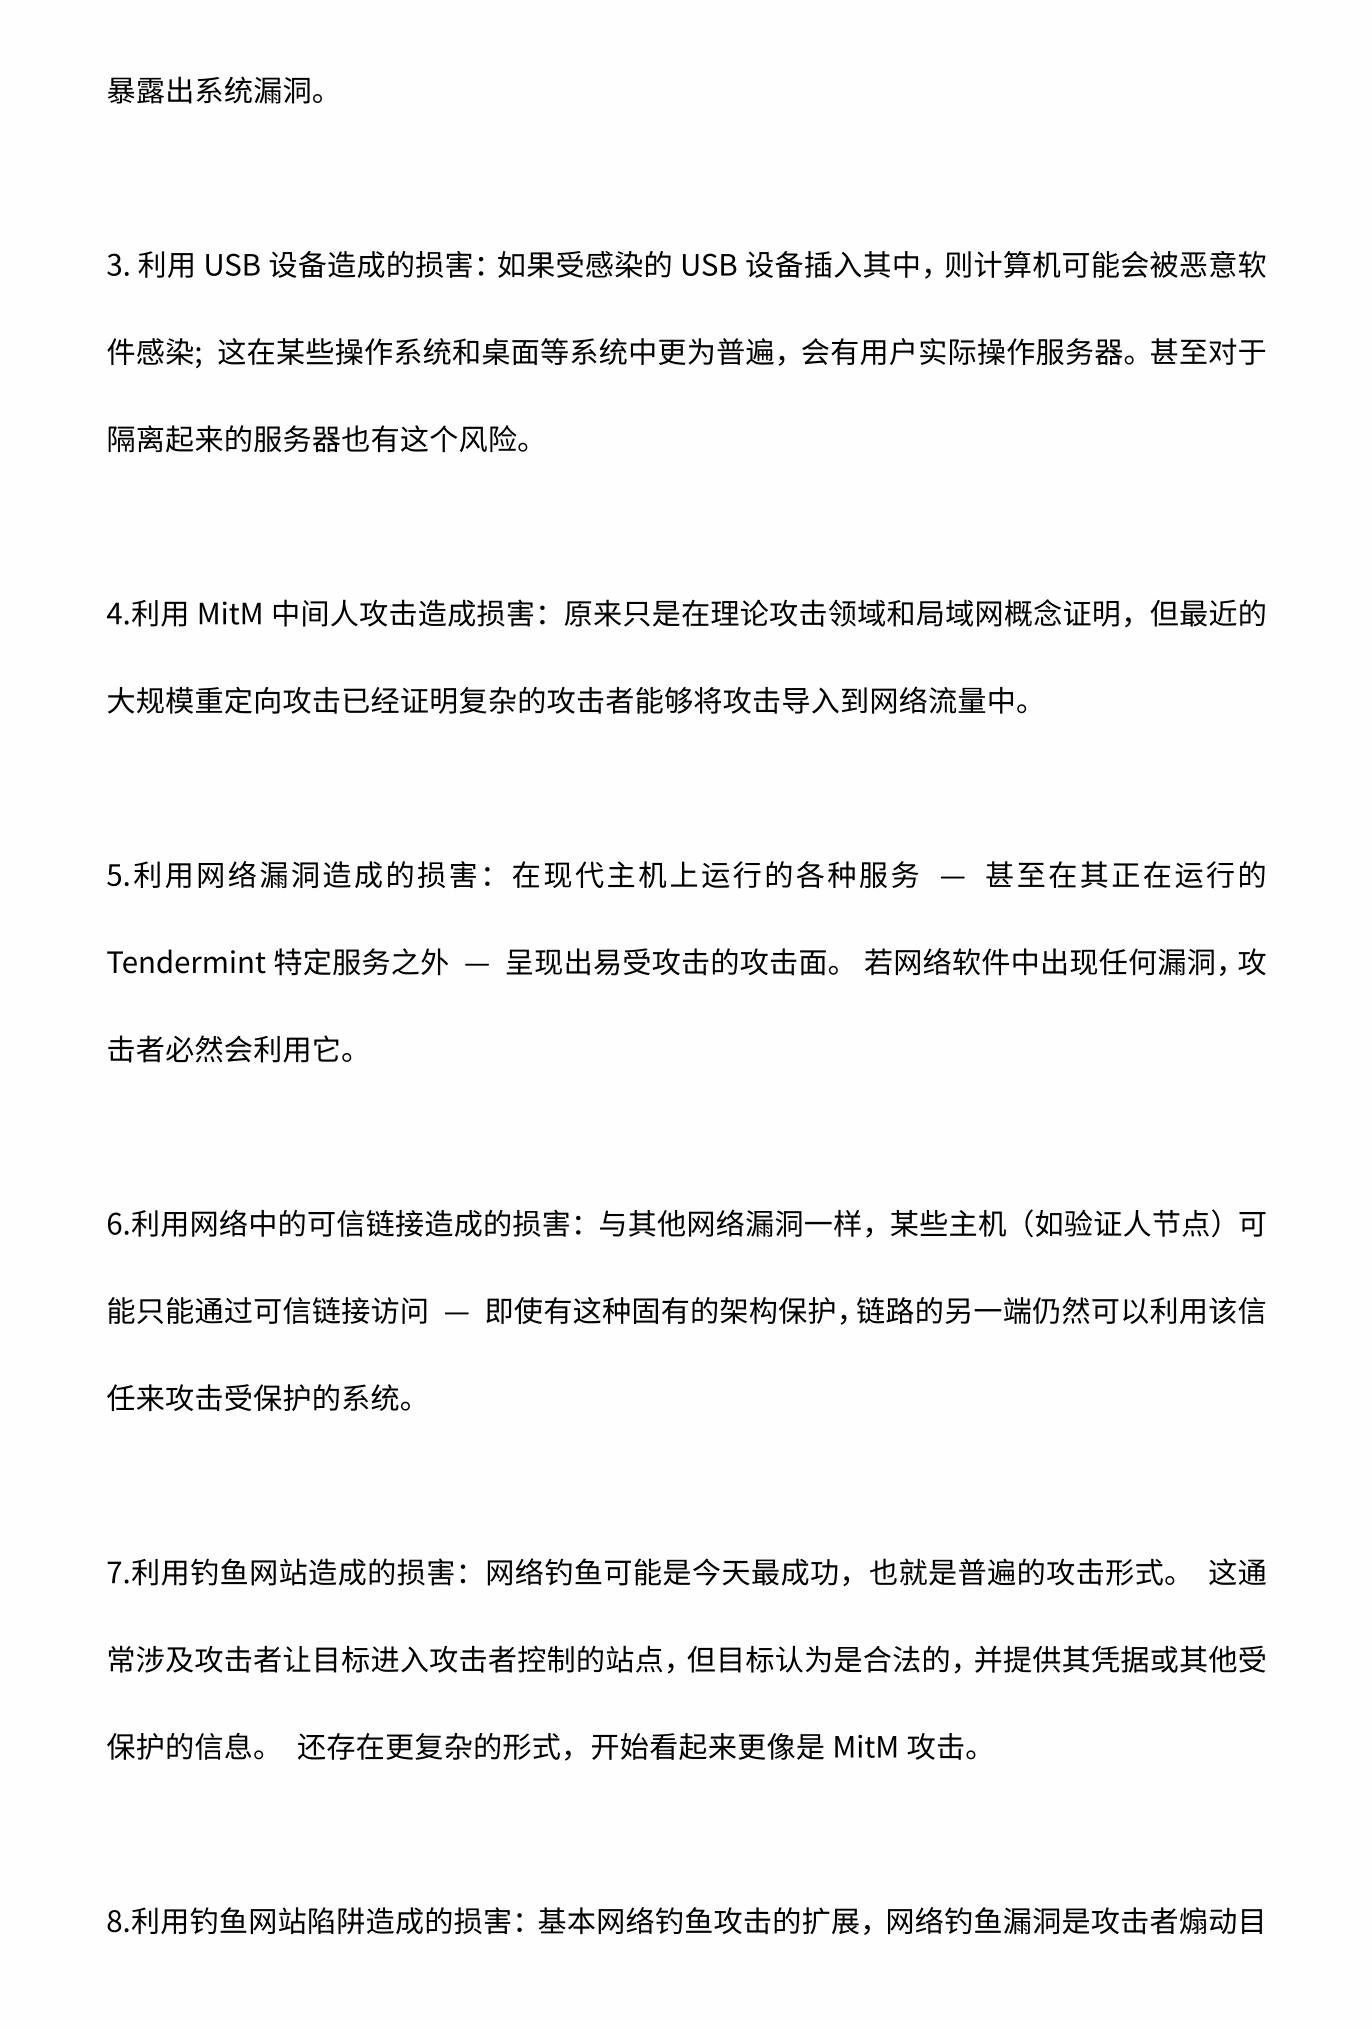 暴露出系统漏洞。
3. 利用 USB 设备造成的损害：如果受感染的 USB 设备插入其中，则计算机可能会被恶意软
件感染; 这在某些操作系统和桌面等系统中更为普遍，会有用户实际操作服务器。甚至对于
隔离起来的服务器也有这个风险。
4.利用 MitM 中间人攻击造成损害：原来只是在理论攻击领域和局域网概念证明，但最近的
大规模重定向攻击已经证明复杂的攻击者能够将攻击导入到网络流量中。
5.利用网络漏洞造成的损害：在现代主机上运行的各种服务 — 甚至在其正在运行的
Tendermint 特定服务之外 — 呈现出易受攻击的攻击面。 若网络软件中出现任何漏洞，攻
击者必然会利用它。
6.利用网络中的可信链接造成的损害：与其他网络漏洞一样，某些主机（如验证人节点）可
能只能通过可信链接访问 — 即使有这种固有的架构保护，链路的另一端仍然可以利用该信
任来攻击受保护的系统。
7.利用钓鱼网站造成的损害：网络钓鱼可能是今天最成功，也就是普遍的攻击形式。 这通
常涉及攻击者让目标进入攻击者控制的站点，但目标认为是合法的，并提供其凭据或其他受
保护的信息。 还存在更复杂的形式，开始看起来更像是 MitM 攻击。
8.利用钓鱼网站陷阱造成的损害：基本网络钓鱼攻击的扩展，网络钓鱼漏洞是攻击者煽动目